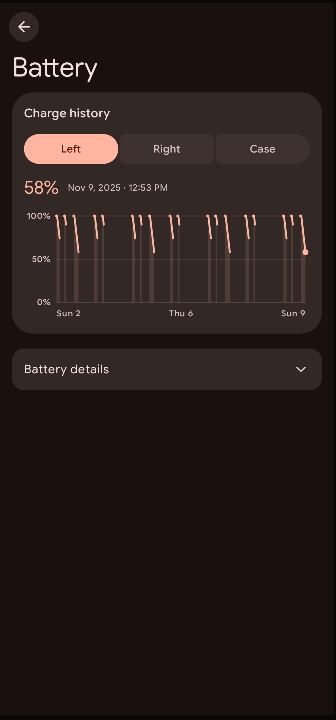 Battery
Charge history
Left Right Case
58% Nov 9, 2025 · 12:53 PM
100%
50%
0%
Sun 2 Thu 6 Sun 9
Battery details